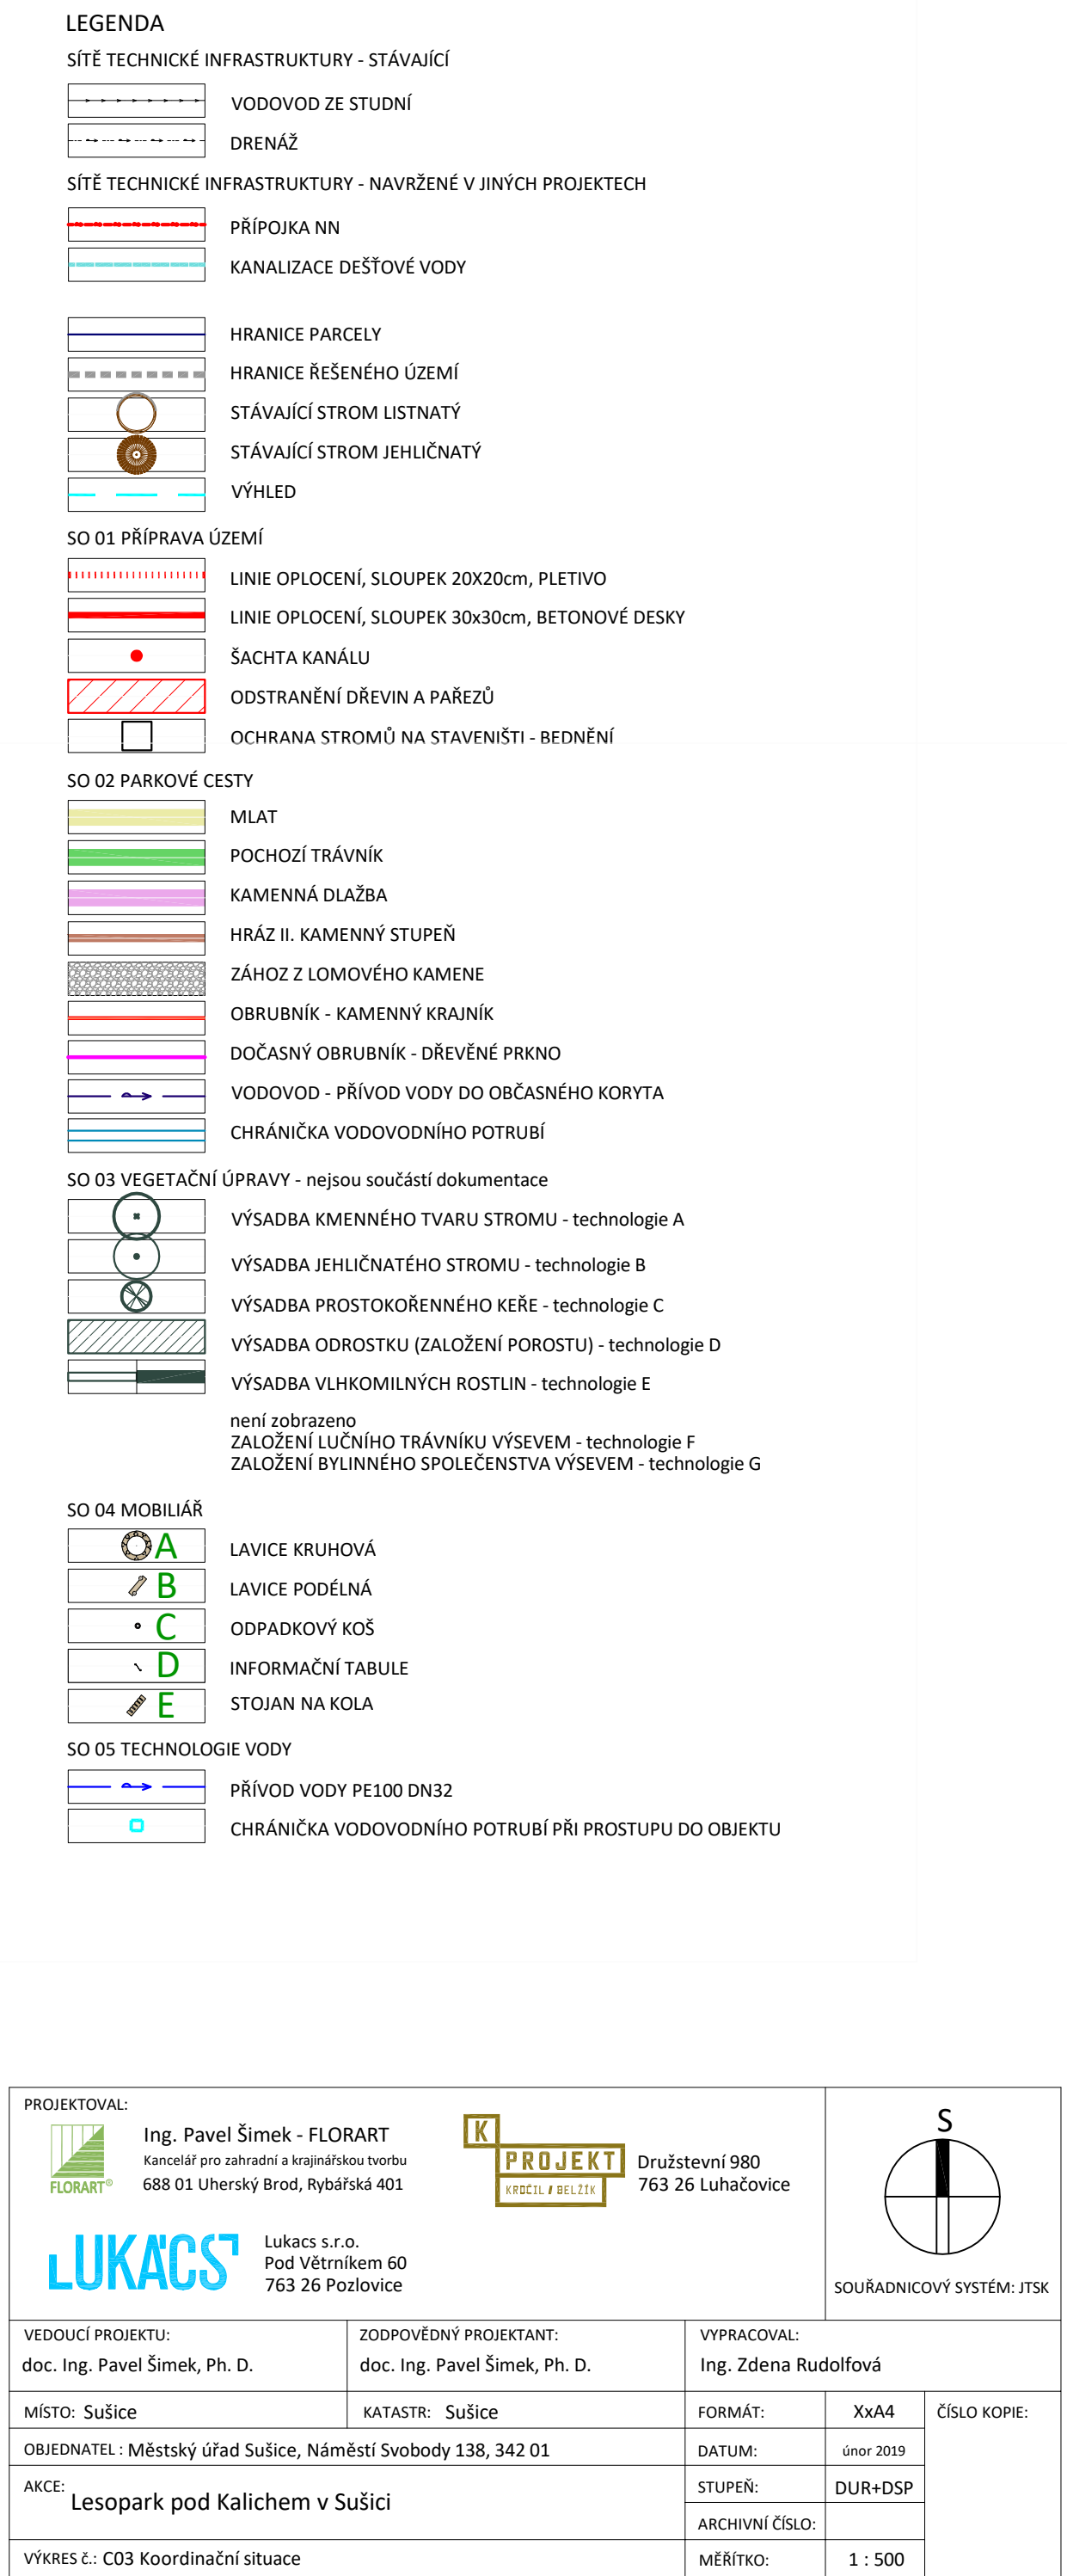 LEGENDA
SÍTĚ TECHNICKÉ INFRASTRUKTURY - STÁVAJÍCÍ
VODOVOD ZE STUDNÍ
DRENÁŽ
SÍTĚ TECHNICKÉ INFRASTRUKTURY - NAVRŽENÉ V JINÝCH PROJEKTECH
PŘÍPOJKA NN
KANALIZACE DEŠŤOVÉ VODY
HRANICE PARCELY
HRANICE ŘEŠENÉHO ÚZEMÍ
STÁVAJÍCÍ STROM LISTNATÝ
STÁVAJÍCÍ STROM JEHLIČNATÝ
VÝHLED
SO 01 PŘÍPRAVA ÚZEMÍ
LINIE OPLOCENÍ, SLOUPEK 20X20cm, PLETIVO
LINIE OPLOCENÍ, SLOUPEK 30x30cm, BETONOVÉ DESKY
ŠACHTA KANÁLU
ODSTRANĚNÍ DŘEVIN A PAŘEZŮ
OCHRANA STROMŮ NA STAVENIŠTI - BEDNĚNÍ
SO 02 PARKOVÉ CESTY
MLAT
POCHOZÍ TRÁVNÍK
KAMENNÁ DLAŽBA
HRÁZ II. KAMENNÝ STUPEŇ
ZÁHOZ Z LOMOVÉHO KAMENE
OBRUBNÍK - KAMENNÝ KRAJNÍK
DOČASNÝ OBRUBNÍK - DŘEVĚNÉ PRKNO
VODOVOD - PŘÍVOD VODY DO OBČASNÉHO KORYTA
CHRÁNIČKA VODOVODNÍHO POTRUBÍ
SO 03 VEGETAČNÍ ÚPRAVY - nejsou součástí dokumentace
VÝSADBA KMENNÉHO TVARU STROMU - technologie A
VÝSADBA JEHLIČNATÉHO STROMU - technologie B
VÝSADBA PROSTOKOŘENNÉHO KEŘE - technologie C
VÝSADBA ODROSTKU (ZALOŽENÍ POROSTU) - technologie D
VÝSADBA VLHKOMILNÝCH ROSTLIN - technologie E
není zobrazeno
ZALOŽENÍ LUČNÍHO TRÁVNÍKU VÝSEVEM - technologie F
ZALOŽENÍ BYLINNÉHO SPOLEČENSTVA VÝSEVEM - technologie G
SO 04 MOBILIÁŘ
A LAVICE KRUHOVÁ
B LAVICE PODÉLNÁ
C ODPADKOVÝ KOŠ
D INFORMAČNÍ TABULE
E STOJAN NA KOLA
SO 05 TECHNOLOGIE VODY
PŘÍVOD VODY PE100 DN32
CHRÁNIČKA VODOVODNÍHO POTRUBÍ PŘI PROSTUPU DO OBJEKTU
PROJEKTOVAL:
FLORART®
Ing. Pavel Šimek - FLORART
Kancelář pro zahradní a krajinářskou tvorbu
688 01 Uherský Brod, Rybářská 401
K
PROJEKT
KROČIL / BELŽÍK
Družstevní 980
763 26 Luhačovice
LUKÁCS
Lukacs s.r.o.
Pod Větrníkem 60
763 26 Pozlovice
S
SOUŘADNICOVÝ SYSTÉM: JTSK
VEDOUCÍ PROJEKTU:
doc. Ing. Pavel Šimek, Ph. D.
ZODPOVĚDNÝ PROJEKTANT:
doc. Ing. Pavel Šimek, Ph. D.
VYPRACOVAL:
Ing. Zdena Rudolfová
MÍSTO: Sušice
KATASTR: Sušice
FORMÁT: XxA4
ČÍSLO KOPIE:
OBJEDNATEL : Městský úřad Sušice, Náměstí Svobody 138, 342 01
DATUM: únor 2019
AKCE: Lesopark pod Kalichem v Sušici
STUPEŇ: DUR+DSP
ARCHIVNÍ ČÍSLO:
VÝKRES č.: C03 Koordinační situace
MĚŘÍTKO: 1 : 500